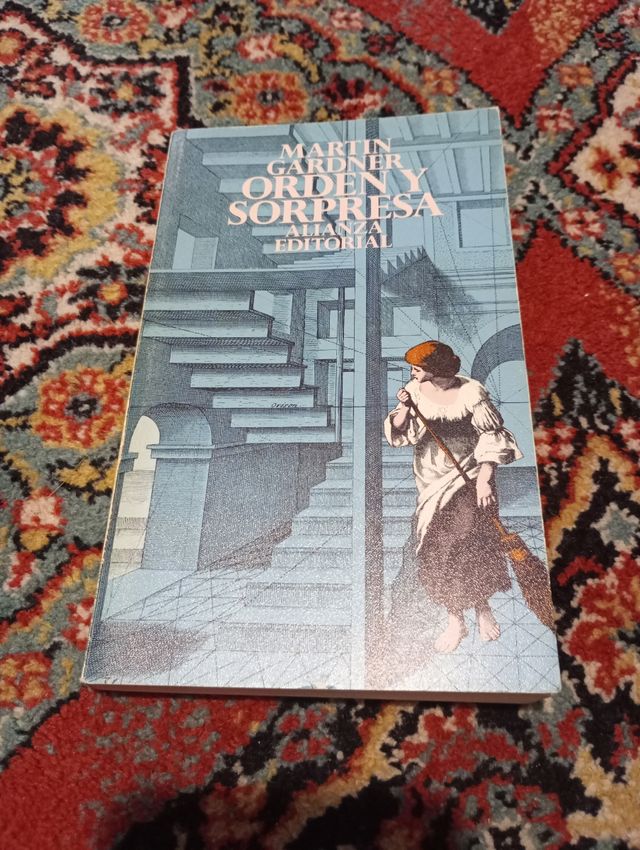 MARTIN
GARDNER
ORDEN Y
SORPRESA
ALIANZA
EDITORIAL